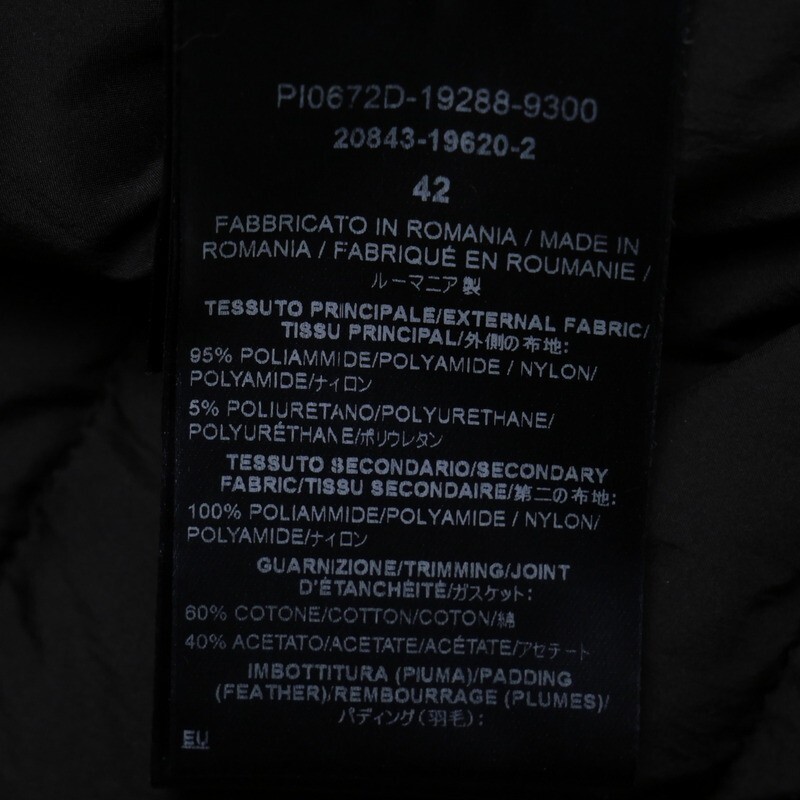 PI0672D-19288-9300
20843-19620-2
42
FABBRICATO IN ROMANIA / MADE IN
ROMANIA / FABRIQUÉ EN ROUMANIE /
ルーマニア製
TESSUTO PRINCIPALE/EXTERNAL FABRIC/
TISSU PRINCIPAL/外側の布地:
95% POLIAMMIDE/POLYAMIDE / NYLON/
POLYAMIDE/ナイロン
5% POLIURETANO/POLYURETHANE/
POLYURÉTHANE/ポリウレタン
TESSUTO SECONDARIO/SECONDARY
FABRIC/TISSU SECONDAIRE/第二の布地:
100% POLIAMMIDE/POLYAMIDE / NYLON/
POLYAMIDE/ナイロン
GUARNIZIONE/TRIMMING/JOINT
D'ÉTANCHÉITÉ/ガスケット:
60% COTONE/COTTON/COTON/綿
40% ACETATO/ACETATE/ACÉTATE/アセテート
IMBOTTITURA (PIUMA)/PADDING
(FEATHER)/REMBOURRAGE (PLUMES)/
パディング(羽毛):
EU